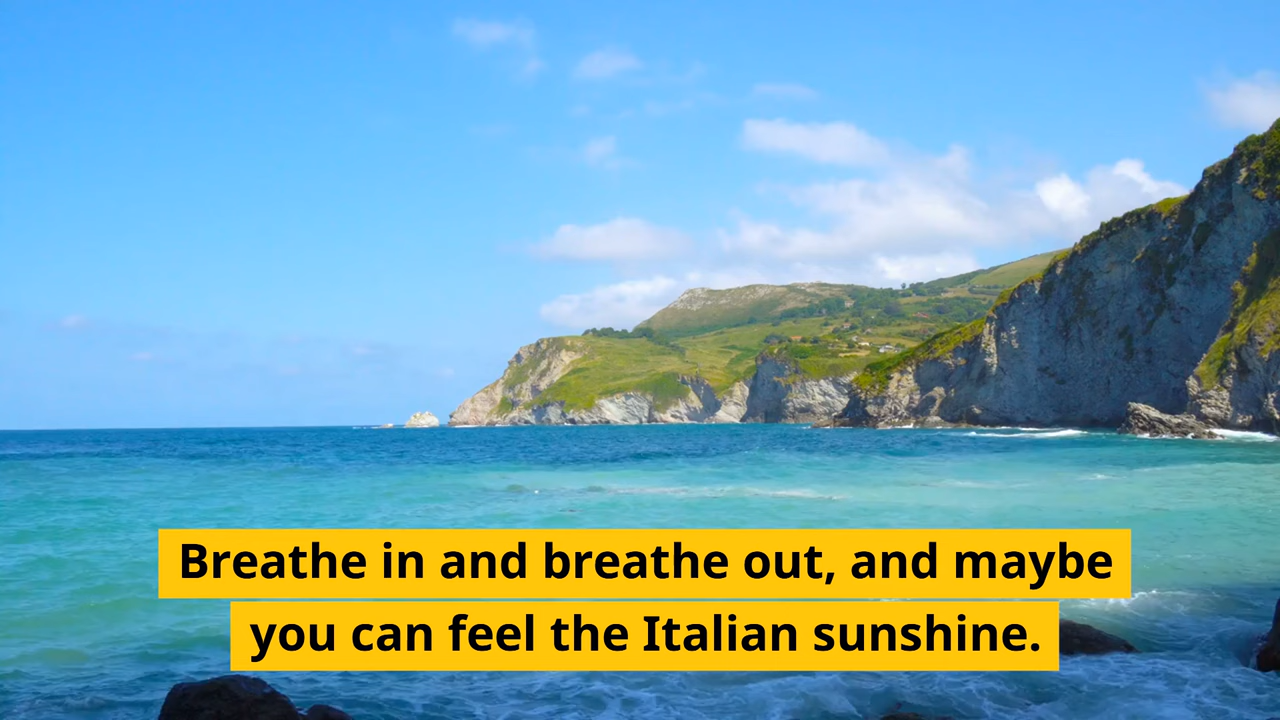 Breathe in and breathe out, and maybe
you can feel the Italian sunshine.